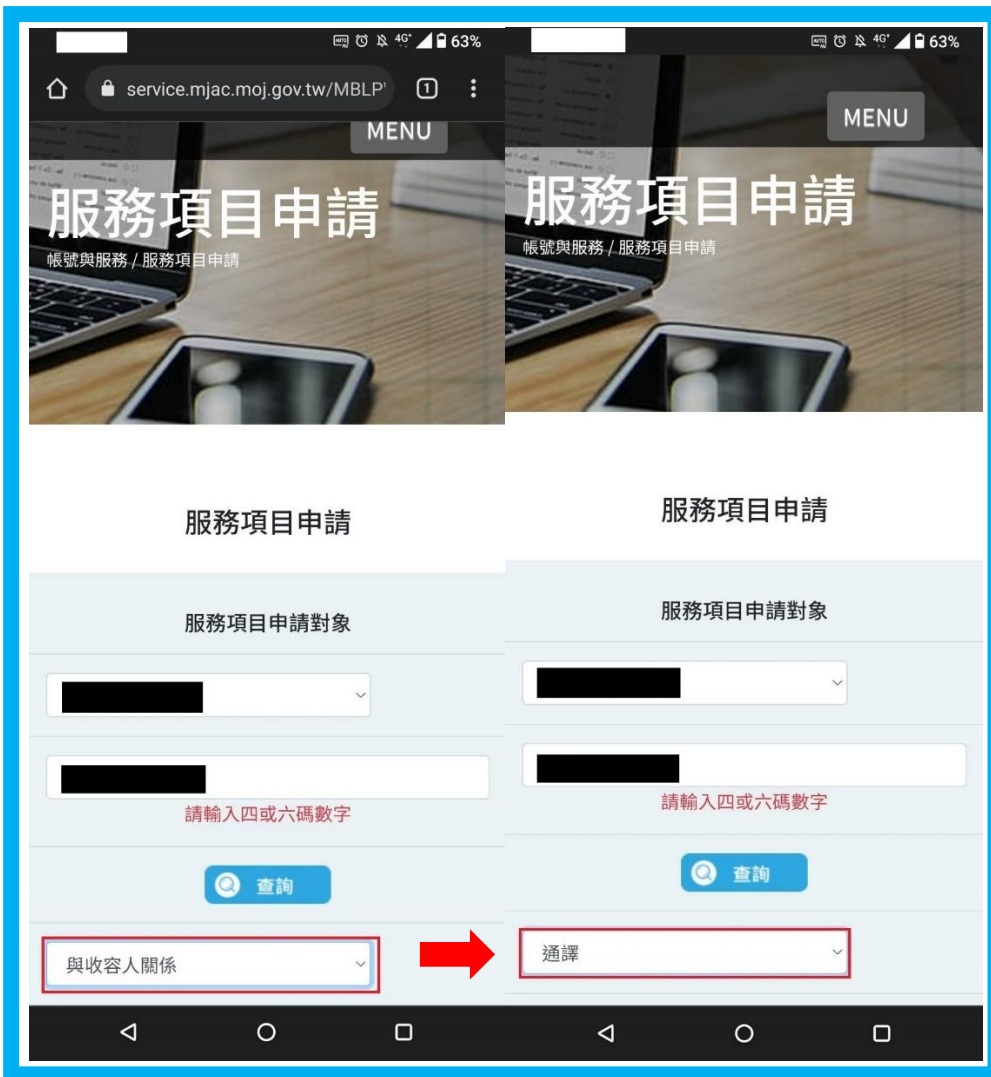 4G+ 63%
service.mjac.moj.gov.tw/MBLP 1
MENU
服務項目申請
帳號與服務 / 服務項目申請
服務項目申請
服務項目申請對象
請輸入四或六碼數字
查詢
與收容人關係
4G+ 63%
MENU
服務項目申請
帳號與服務 / 服務項目申請
服務項目申請
服務項目申請對象
請輸入四或六碼數字
查詢
通譯